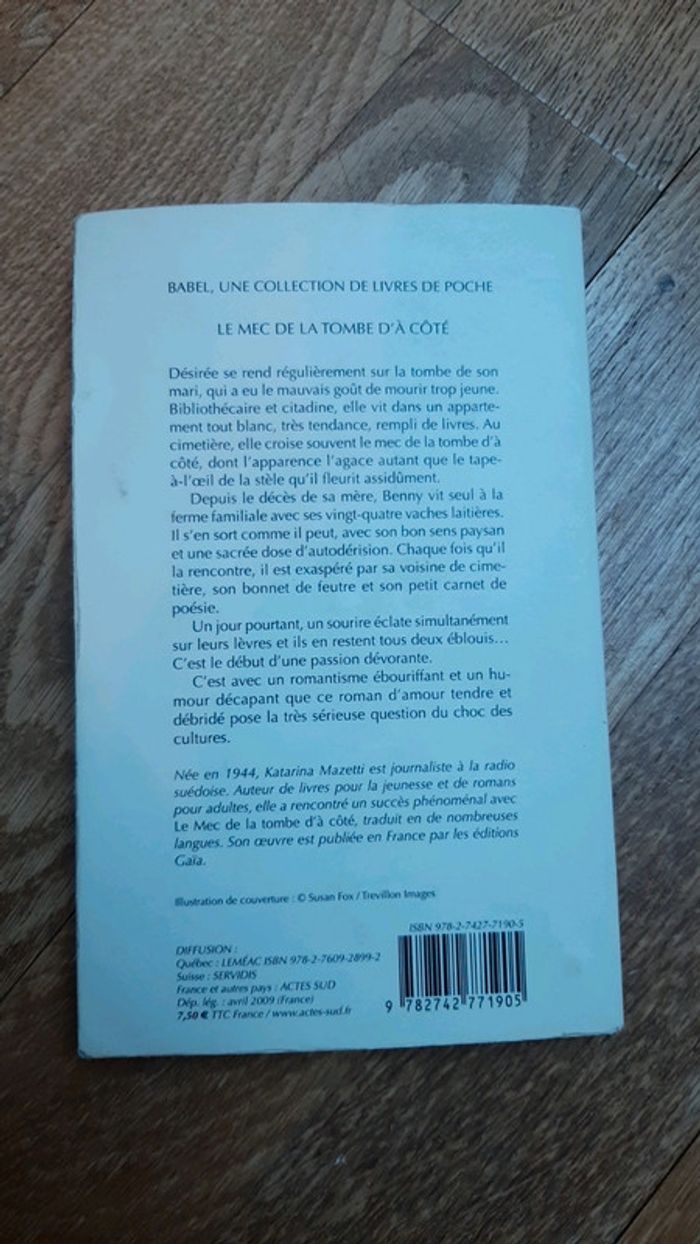 BABEL, UNE COLLECTION DE LIVRES DE POCHE
LE MEC DE LA TOMBE D'À CÔTÉ
Désirée se rend régulièrement sur la tombe de son
mari, qui a eu le mauvais goût de mourir trop jeune.
Bibliothécaire et citadine, elle vit dans un apparte-
ment tout blanc, très tendance, rempli de livres. Au
cimetière, elle croise souvent le mec de la tombe d'à
côté, dont l'apparence l'agace autant que le tape-
à-l'œil de la stèle qu'il fleurit assidûment.
Depuis le décès de sa mère, Benny vit seul à la
ferme familiale avec ses vingt-quatre vaches laitières.
Il s'en sort comme il peut, avec son bon sens paysan
et une sacrée dose d'autodérision. Chaque fois qu'il
la rencontre, il est exaspéré par sa voisine de cime-
tière, son bonnet de feutre et son petit carnet de
poésie.
Un jour pourtant, un sourire éclate simultanément
sur leurs lèvres et ils en restent tous deux éblouis...
C'est le début d'une passion dévorante.
C'est avec un romantisme ébouriffant et un hu-
mour décapant que ce roman d'amour tendre et
débridé pose la très sérieuse question du choc des
cultures.
Née en 1944, Katarina Mazetti est journaliste à la radio
suédoise. Auteur de livres pour la jeunesse et de romans
pour adultes, elle a rencontré un succès phénoménal avec
Le Mec de la tombe d'à côté, traduit en de nombreuses
langues. Son œuvre est publiée en France par les éditions
Gaïa.
Illustration de couverture : © Susan Fox / Trevillion Images
ISBN 978-2-7427-7190-5
DIFFUSION :
Québec : LEMÉAC ISBN 978-2-7609-2899-2
Suisse : SERVIDIS
France et autres pays : ACTES SUD
Dép. lég. : avril 2009 (France)
7,50 € TTC France / www.actes-sud.fr
9 782742 771905